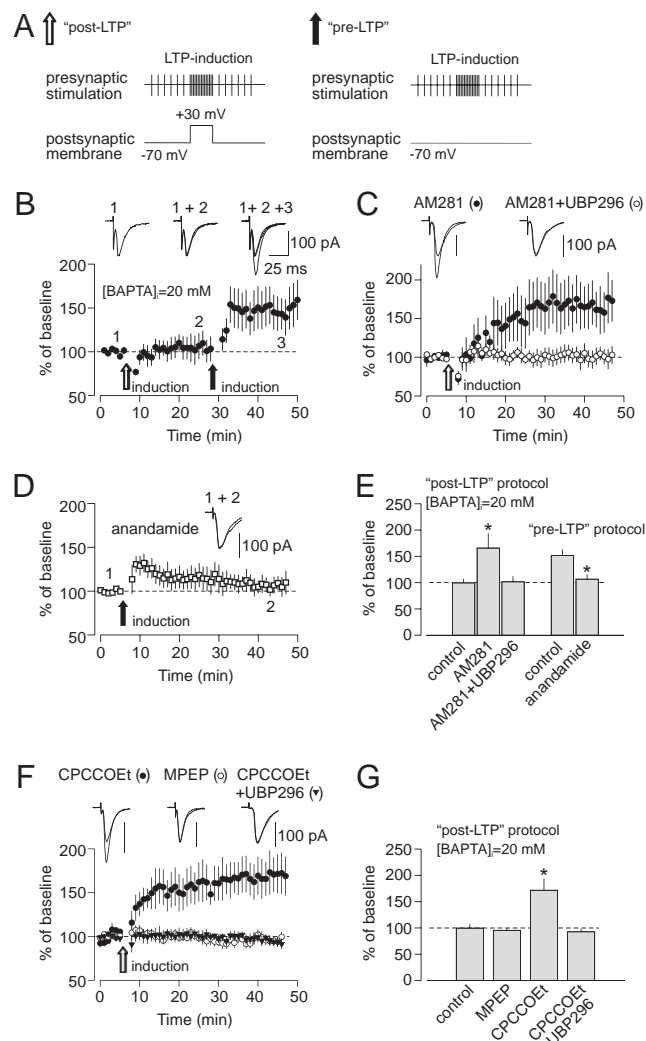 A
“post-LTP”
“pre-LTP”
LTP-induction
presynaptic
stimulation
+30 mV
postsynaptic
membrane
-70 mV
LTP-induction
presynaptic
stimulation
postsynaptic
membrane
-70 mV
B
1
1 + 2
1+ 2 +3
100 pA
25 ms
% of baseline
200
150
100
50
[BAPTA]i=20 mM
1
2
3
induction
induction
0 10 20 30 40 50
Time (min)
C
AM281 (●)
AM281+UBP296 (○)
100 pA
% of baseline
200
150
100
50
induction
0 10 20 30 40 50
Time (min)
D
1 + 2
anandamide
100 pA
% of baseline
200
150
100
50
1
2
induction
0 10 20 30 40 50
Time (min)
E
“post-LTP” protocol
[BAPTA]i=20 mM
“pre-LTP” protocol
% of baseline
250
200
150
100
50
0
*
*
control
AM281
AM281+UBP296
control
anandamide
F
CPCCOEt (●)
MPEP (○)
CPCCOEt
+UBP296 (▼)
100 pA
% of baseline
200
150
100
50
induction
0 10 20 30 40 50
Time (min)
G
“post-LTP” protocol
[BAPTA]i=20 mM
% of baseline
250
200
150
100
50
0
*
control
MPEP
CPCCOEt
CPCCOEt
UBP296